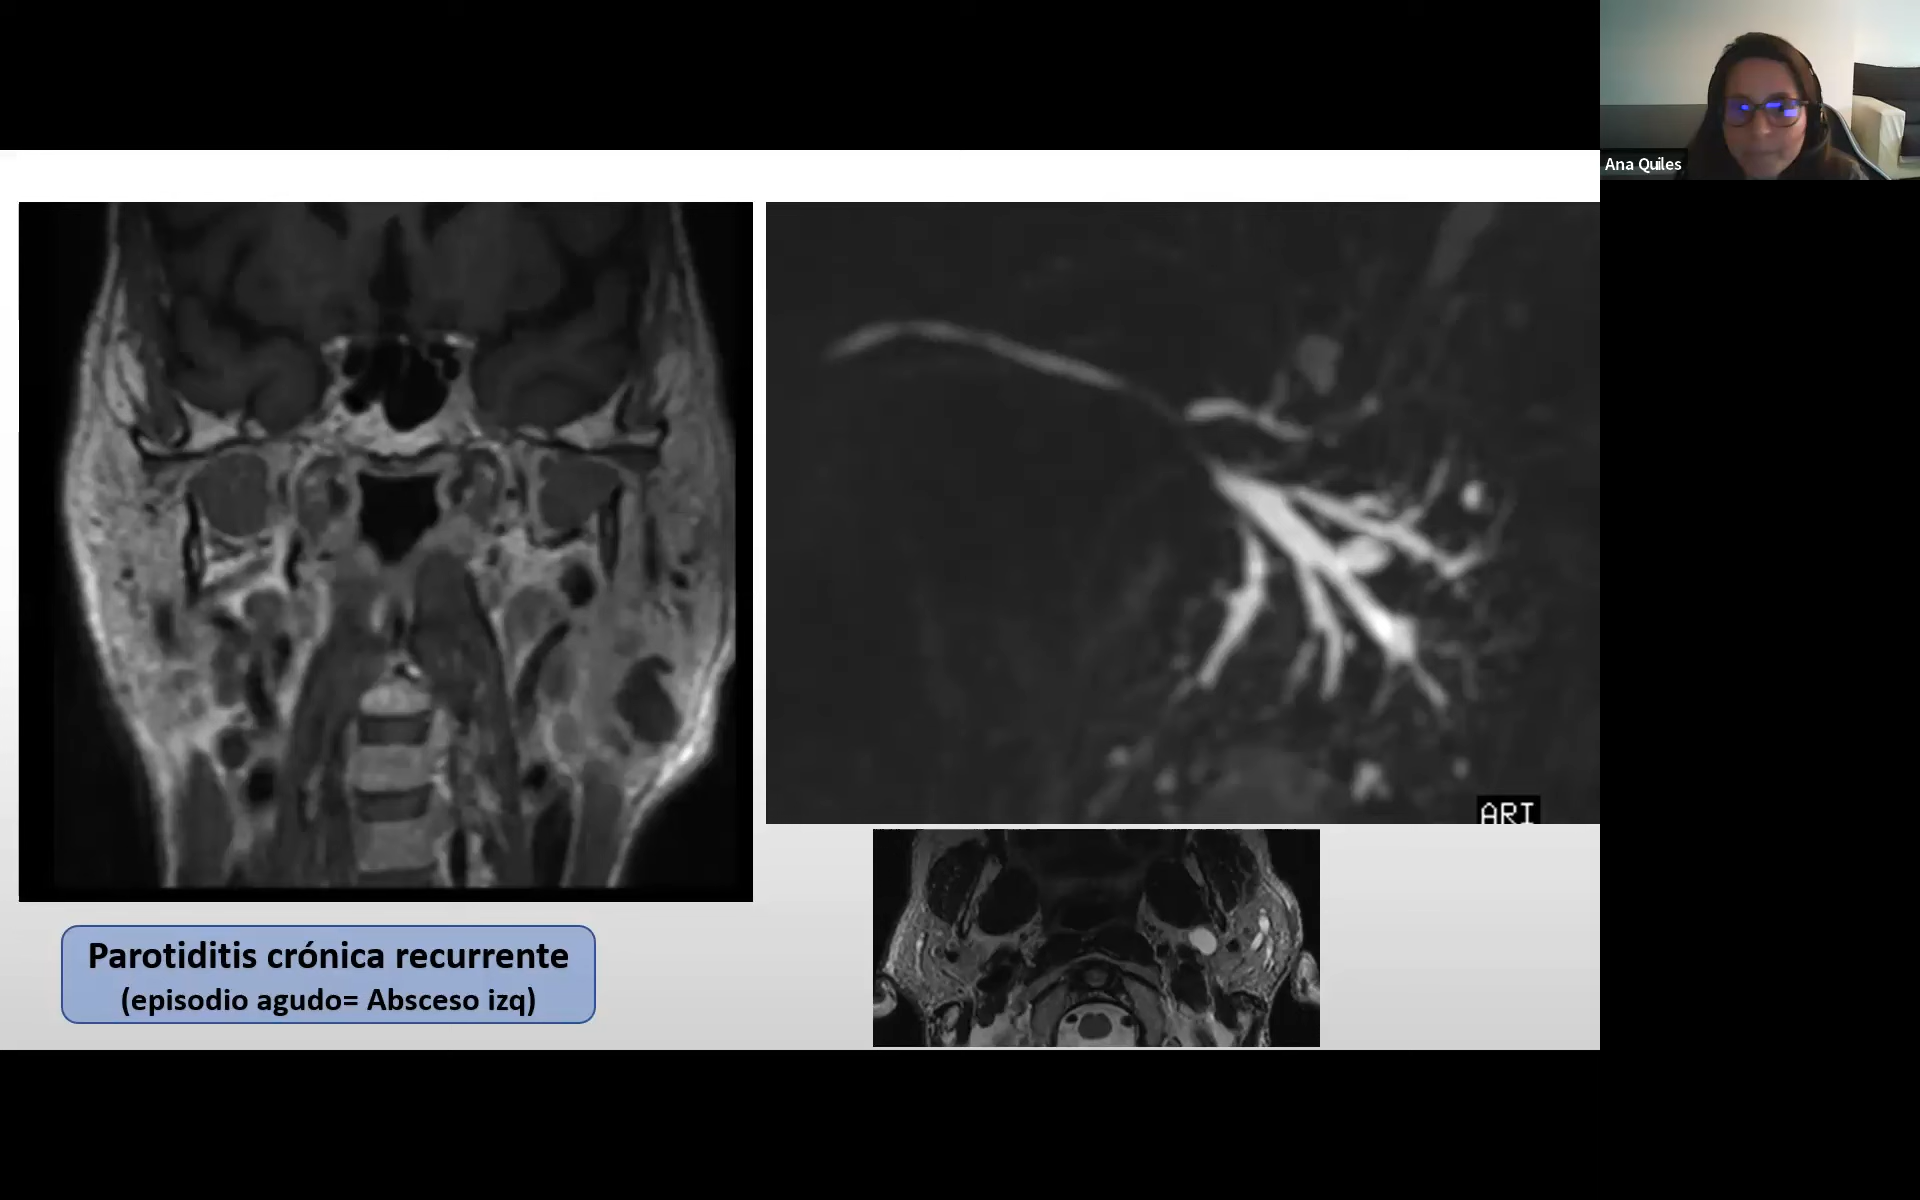 Ana Quiles
ARI
Parotiditis crónica recurrente
(episodio agudo= Absceso izq)